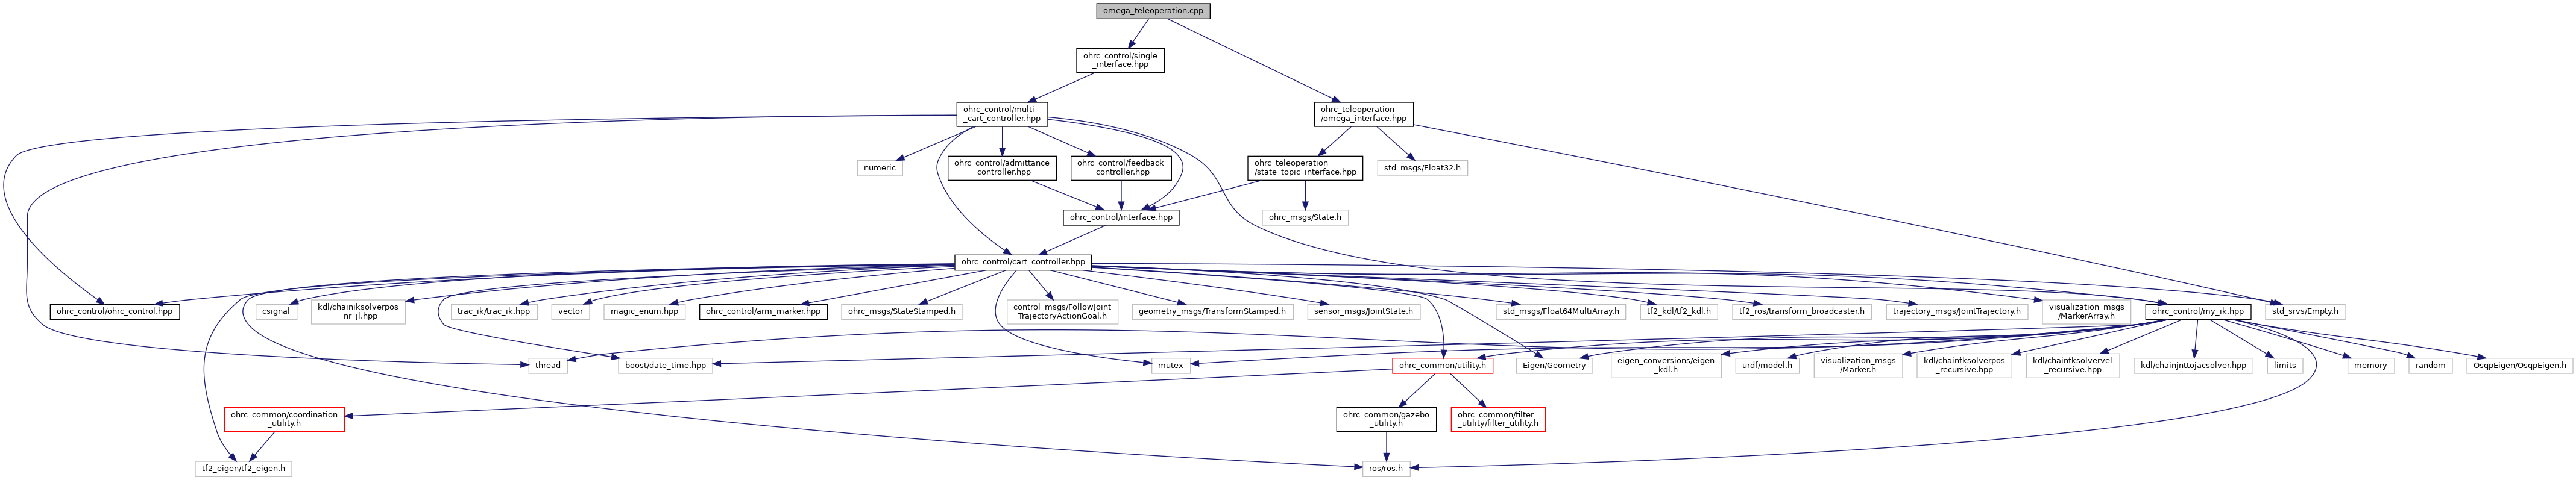 omega_teleoperation.cpp
ohrc_control/single
_interface.hpp
ohrc_control/multi
_cart_controller.hpp
ohrc_teleoperation
/omega_interface.hpp
numeric
ohrc_control/admittance
_controller.hpp
ohrc_control/feedback
_controller.hpp
ohrc_teleoperation
/state_topic_interface.hpp
std_msgs/Float32.h
ohrc_control/interface.hpp
ohrc_msgs/State.h
ohrc_control/cart_controller.hpp
ohrc_control/ohrc_control.hpp
csignal
kdl/chainiksolverpos
_nr_jl.hpp
trac_ik/trac_ik.hpp
vector
magic_enum.hpp
ohrc_control/arm_marker.hpp
ohrc_msgs/StateStamped.h
control_msgs/FollowJoint
TrajectoryActionGoal.h
geometry_msgs/TransformStamped.h
sensor_msgs/JointState.h
std_msgs/Float64MultiArray.h
tf2_kdl/tf2_kdl.h
tf2_ros/transform_broadcaster.h
trajectory_msgs/JointTrajectory.h
visualization_msgs
/MarkerArray.h
ohrc_control/my_ik.hpp
std_srvs/Empty.h
thread
boost/date_time.hpp
mutex
ohrc_common/utility.h
Eigen/Geometry
eigen_conversions/eigen
_kdl.h
urdf/model.h
visualization_msgs
/Marker.h
kdl/chainfksolverpos
_recursive.hpp
kdl/chainfksolvervel
_recursive.hpp
kdl/chainjnttojacsolver.hpp
limits
memory
random
OsqpEigen/OsqpEigen.h
ohrc_common/coordination
_utility.h
ohrc_common/gazebo
_utility.h
ohrc_common/filter
_utility/filter_utility.h
tf2_eigen/tf2_eigen.h
ros/ros.h